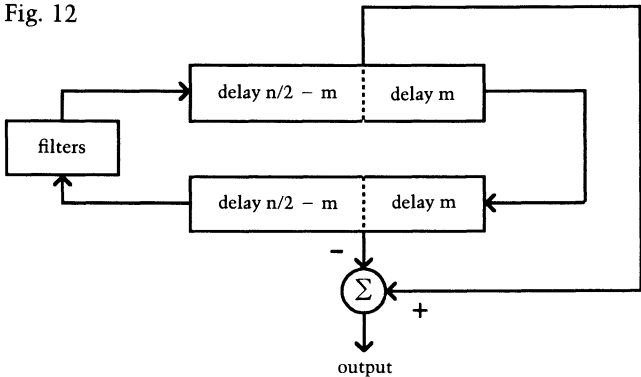 Fig. 12
delay n/2 − m
delay m
filters
delay n/2 − m
delay m
−
Σ
+
output